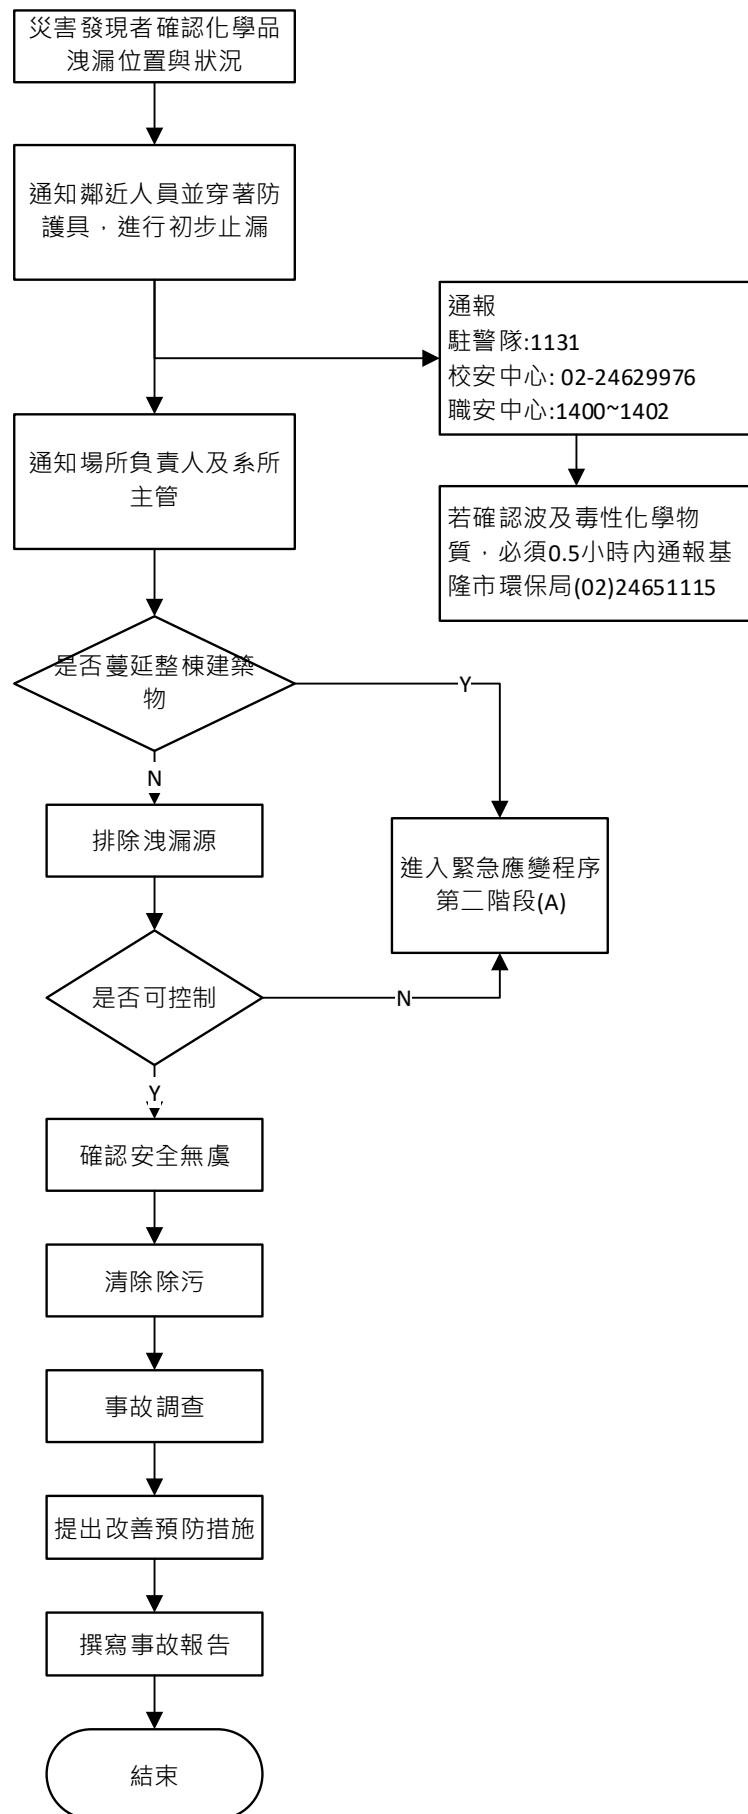 災害發現者確認化學品
洩漏位置與狀況
通知鄰近人員並穿著防
護具，進行初步止漏
通報
駐警隊:1131
校安中心: 02-24629976
職安中心:1400~1402
通知場所負責人及系所
主管
若確認波及毒性化學物
質，必須0.5小時內通報基
隆市環保局(02)24651115
是否蔓延整棟建築
物
Y
N
排除洩漏源
進入緊急應變程序
第二階段(A)
是否可控制
N
Y
確認安全無虞
清除除污
事故調查
提出改善預防措施
撰寫事故報告
結束